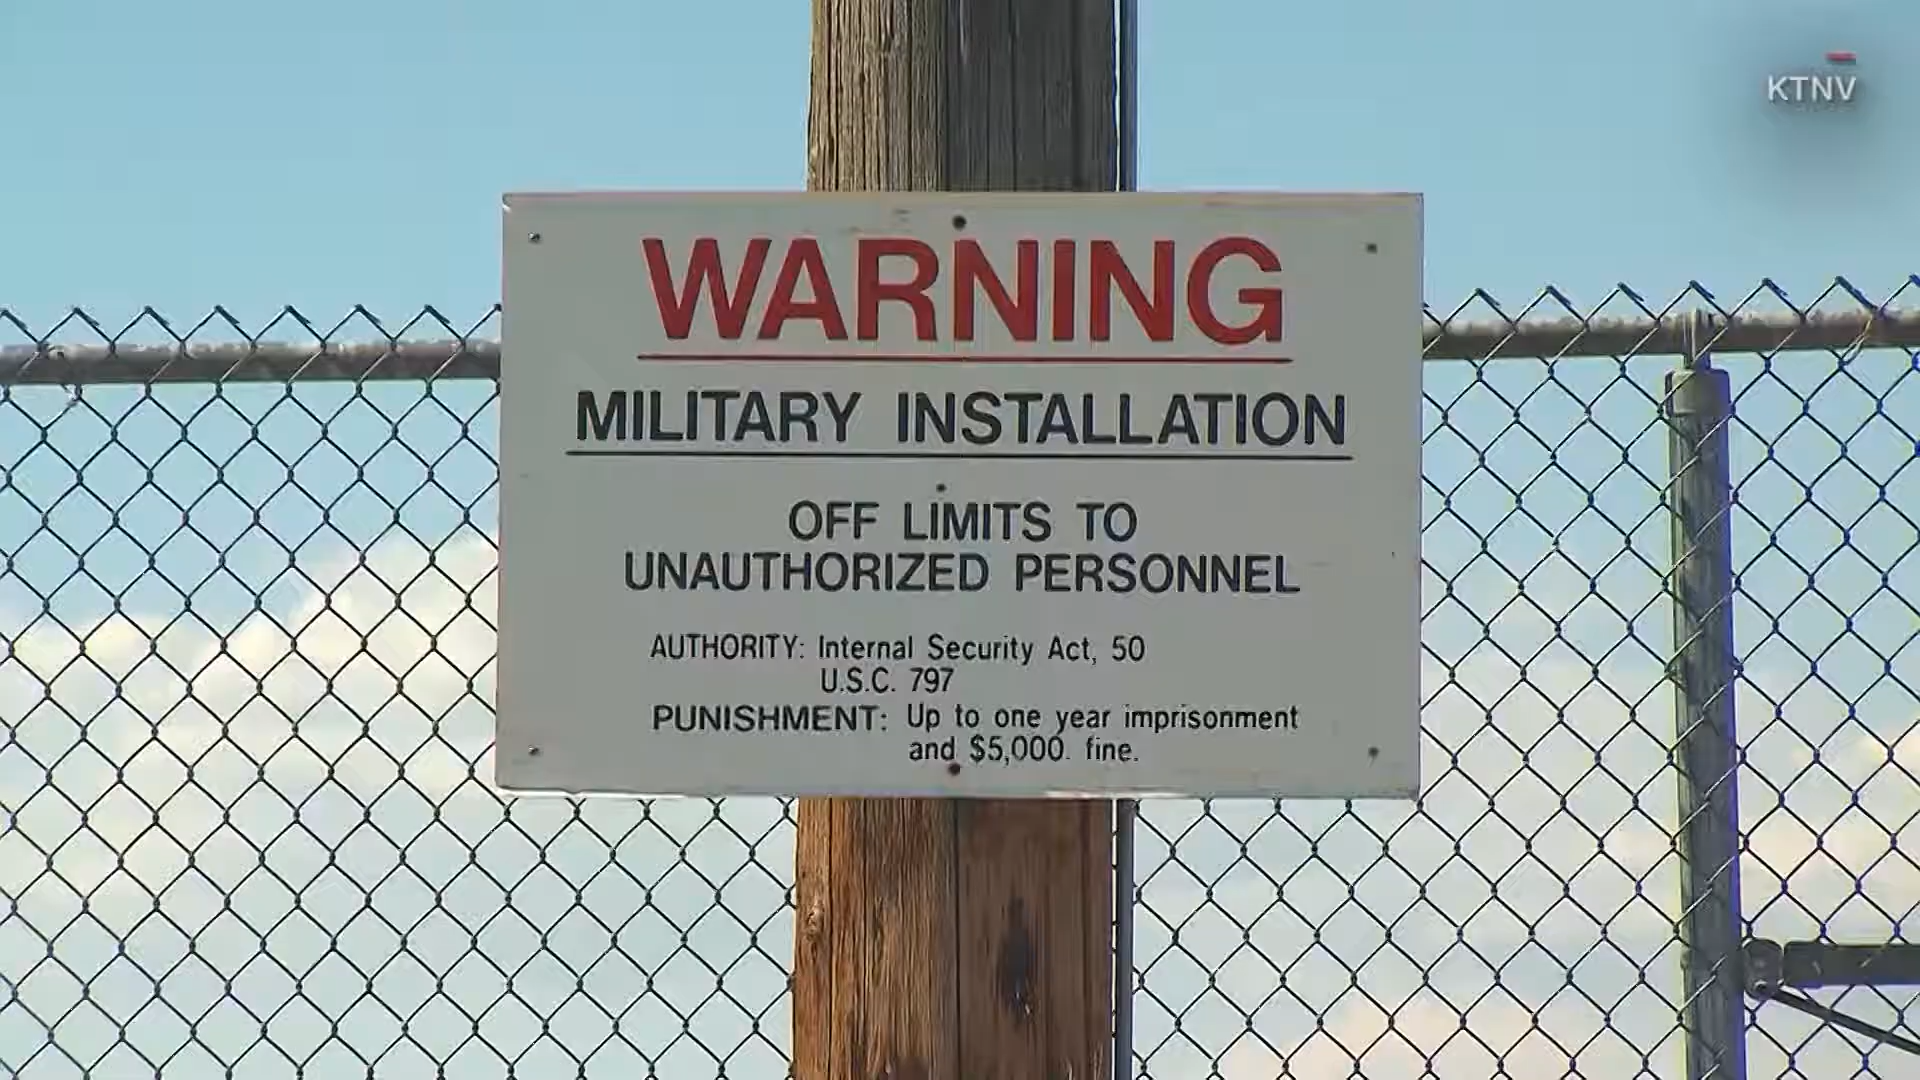 KTNV
WARNING
MILITARY INSTALLATION
OFF LIMITS TO
UNAUTHORIZED PERSONNEL
AUTHORITY: Internal Security Act, 50
U.S.C. 797
PUNISHMENT: Up to one year imprisonment
and $5,000. fine.